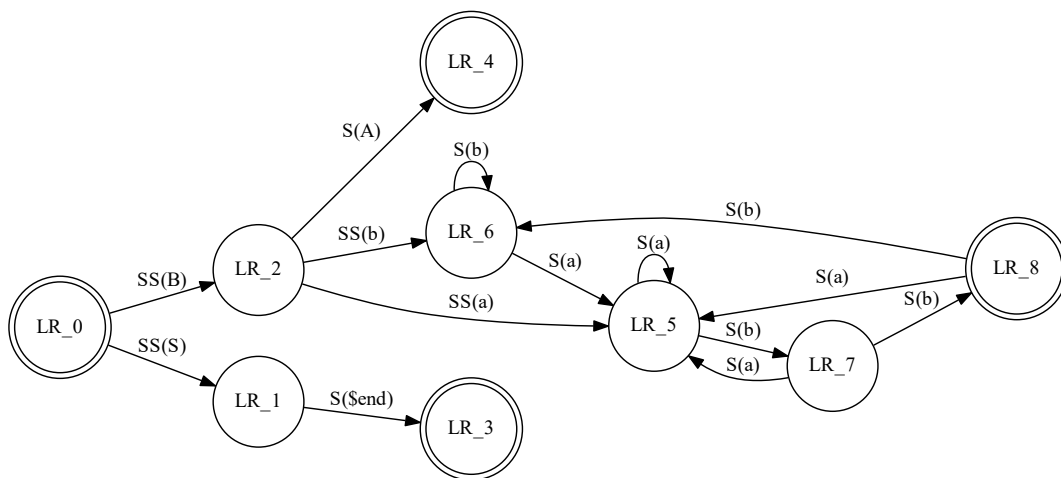 LR_4
S(A)
S(b)
SS(b)
LR_6
S(b)
LR_2
S(a)
S(a)
LR_8
SS(B)
S(a)
SS(a)
S(b)
LR_0
LR_5
S(b)
SS(S)
S(a)
LR_7
LR_1
S($end)
LR_3